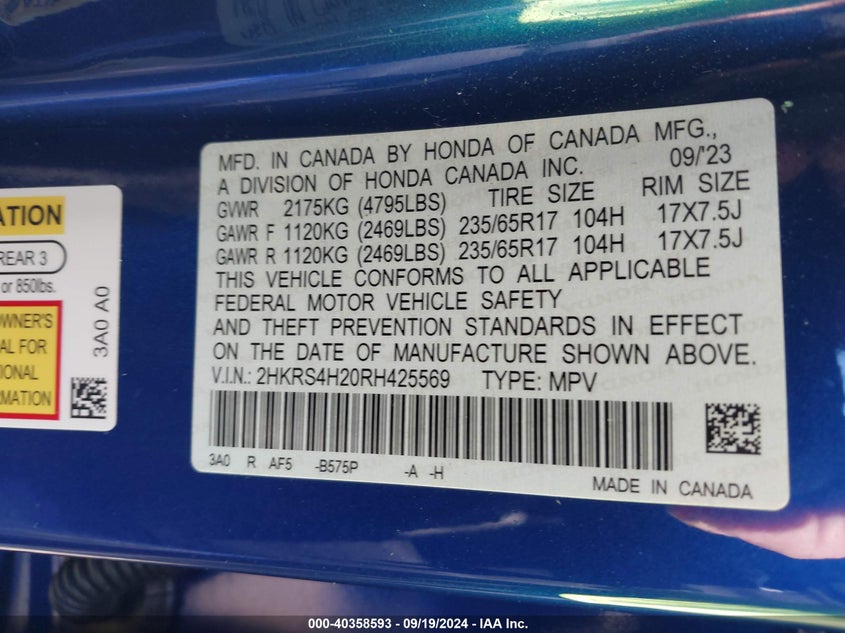 ATION
REAR 3
or 850lbs.
OWNER'S
AL FOR
IONAL
RMATION
3A0 A0
MFD. IN CANADA BY HONDA OF CANADA MFG.,
A DIVISION OF HONDA CANADA INC. 09/'23
GVWR 2175KG (4795LBS) TIRE SIZE RIM SIZE
GAWR F 1120KG (2469LBS) 235/65R17 104H 17X7.5J
GAWR R 1120KG (2469LBS) 235/65R17 104H 17X7.5J
THIS VEHICLE CONFORMS TO ALL APPLICABLE
FEDERAL MOTOR VEHICLE SAFETY
AND THEFT PREVENTION STANDARDS IN EFFECT
ON THE DATE OF MANUFACTURE SHOWN ABOVE.
V.I.N.: 2HKRS4H20RH425569 TYPE: MPV
3A0 R AF5 -B575P -A -H
MADE IN CANADA
000-40358593 - 09/19/2024 - IAA Inc.